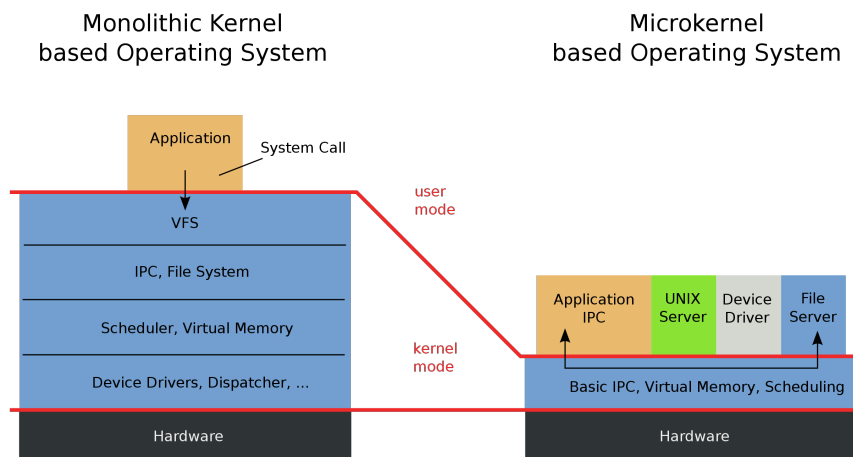 Monolithic Kernel
based Operating System
Microkernel
based Operating System
Application
System Call
user
mode
VFS
IPC, File System
Scheduler, Virtual Memory
Device Drivers, Dispatcher, ...
kernel
mode
Application
IPC
UNIX
Server
Device
Driver
File
Server
Basic IPC, Virtual Memory, Scheduling
Hardware
Hardware